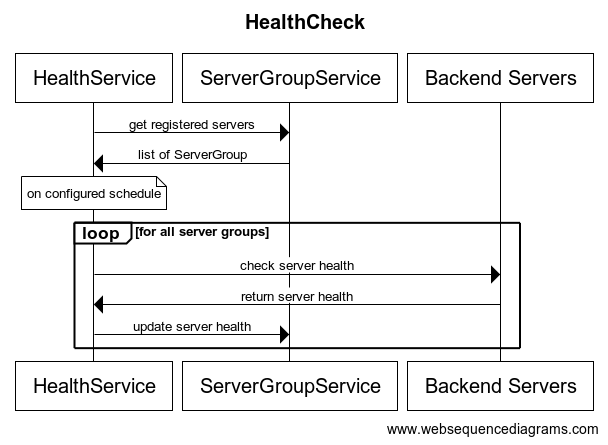 HealthCheck
HealthService ServerGroupService Backend Servers
get registered servers
list of ServerGroup
on configured schedule
loop [for all server groups]
check server health
return server health
update server health
HealthService ServerGroupService Backend Servers
www.websequencediagrams.com